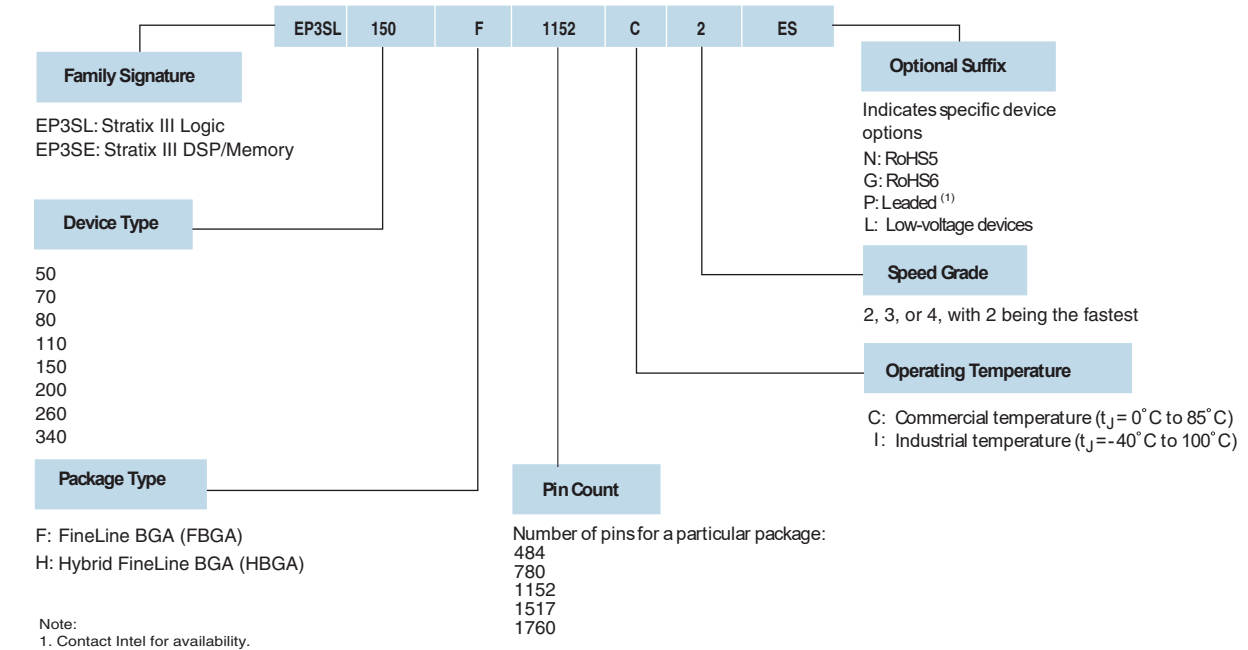 EP3SL 150 F 1152 C 2 ES
Family Signature
EP3SL: Stratix III Logic
EP3SE: Stratix III DSP/Memory
Device Type
50
70
80
110
150
200
260
340
Package Type
F: FineLine BGA (FBGA)
H: Hybrid FineLine BGA (HBGA)
Note:
1. Contact Intel for availability.
Pin Count
Number of pins for a particular package:
484
780
1152
1517
1760
Optional Suffix
Indicates specific device
options
N: RoHS5
G: RoHS6
P: Leaded (1)
L: Low-voltage devices
Speed Grade
2, 3, or 4, with 2 being the fastest
Operating Temperature
C: Commercial temperature (tJ = 0°C to 85°C)
I: Industrial temperature (tJ = -40°C to 100°C)